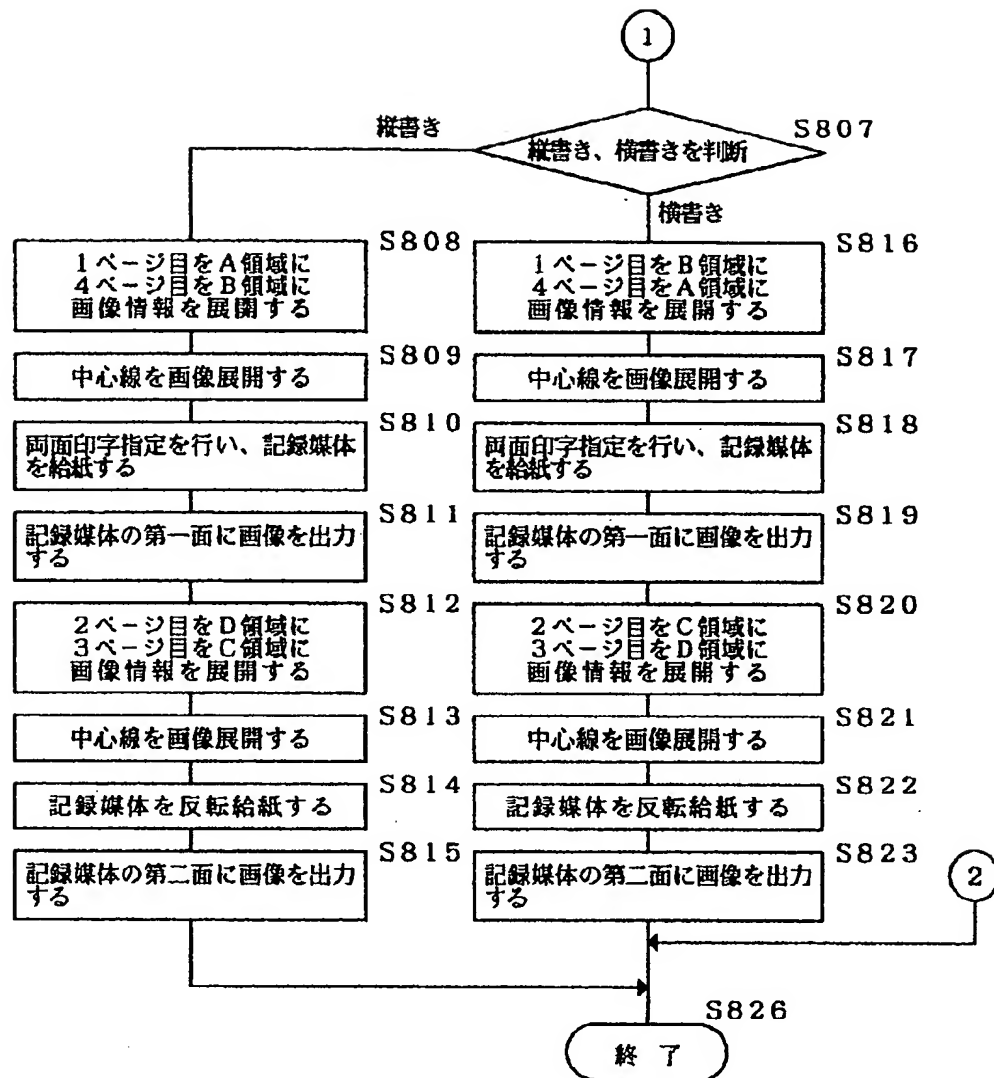 1
縦書き
S807
縦書き、横書きを判断
横書き
S808
1ページ目をA領域に
4ページ目をB領域に
画像情報を展開する
S809
中心線を画像展開する
S810
両面印字指定を行い、記録媒体
を給紙する
S811
記録媒体の第一面に画像を出力
する
S812
2ページ目をD領域に
3ページ目をC領域に
画像情報を展開する
S813
中心線を画像展開する
S814
記録媒体を反転給紙する
S815
記録媒体の第二面に画像を出力
する
S816
1ページ目をB領域に
4ページ目をA領域に
画像情報を展開する
S817
中心線を画像展開する
S818
両面印字指定を行い、記録媒体
を給紙する
S819
記録媒体の第一面に画像を出力
する
S820
2ページ目をC領域に
3ページ目をD領域に
画像情報を展開する
S821
中心線を画像展開する
S822
記録媒体を反転給紙する
S823
記録媒体の第二面に画像を出力
する
2
S826
終 了